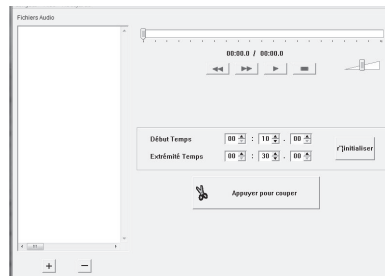 Fichiers Audio
00:00.0 / 00:00.0
Début Temps 00 : 10 . 00
Extrémité Temps 00 : 30 . 00
r"jinitialiser
Appuyer pour couper
+ −